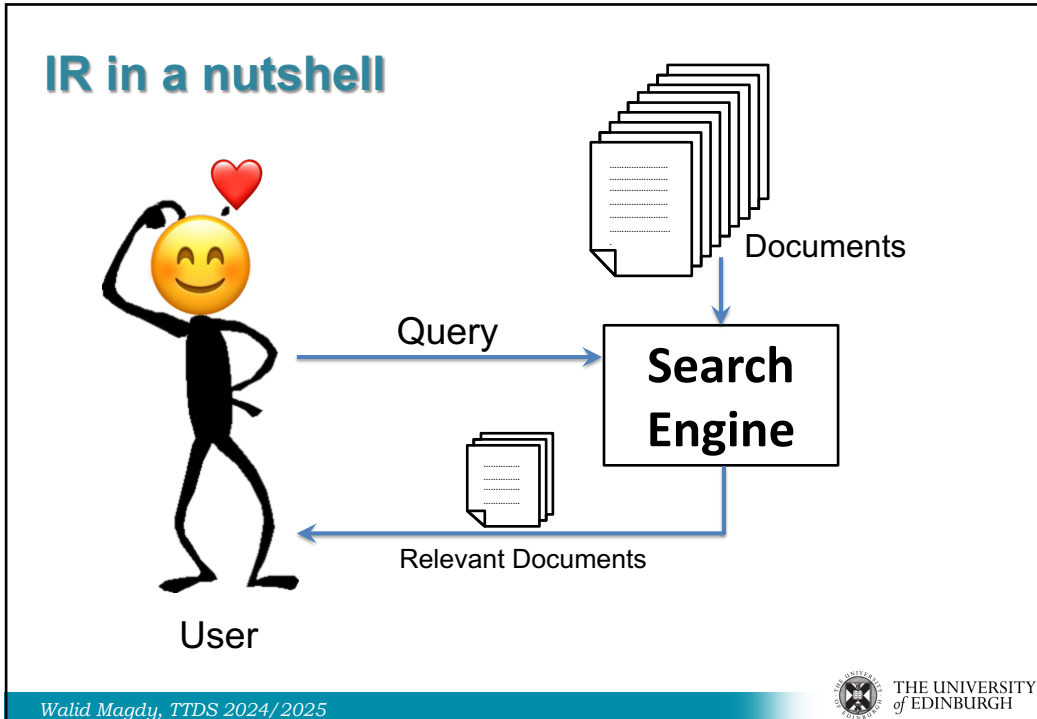 IR in a nutshell
Documents
Query
Search
Engine
Relevant Documents
User
Walid Magdy, TTDS 2024/2025
THE UNIVERSITY
of EDINBURGH